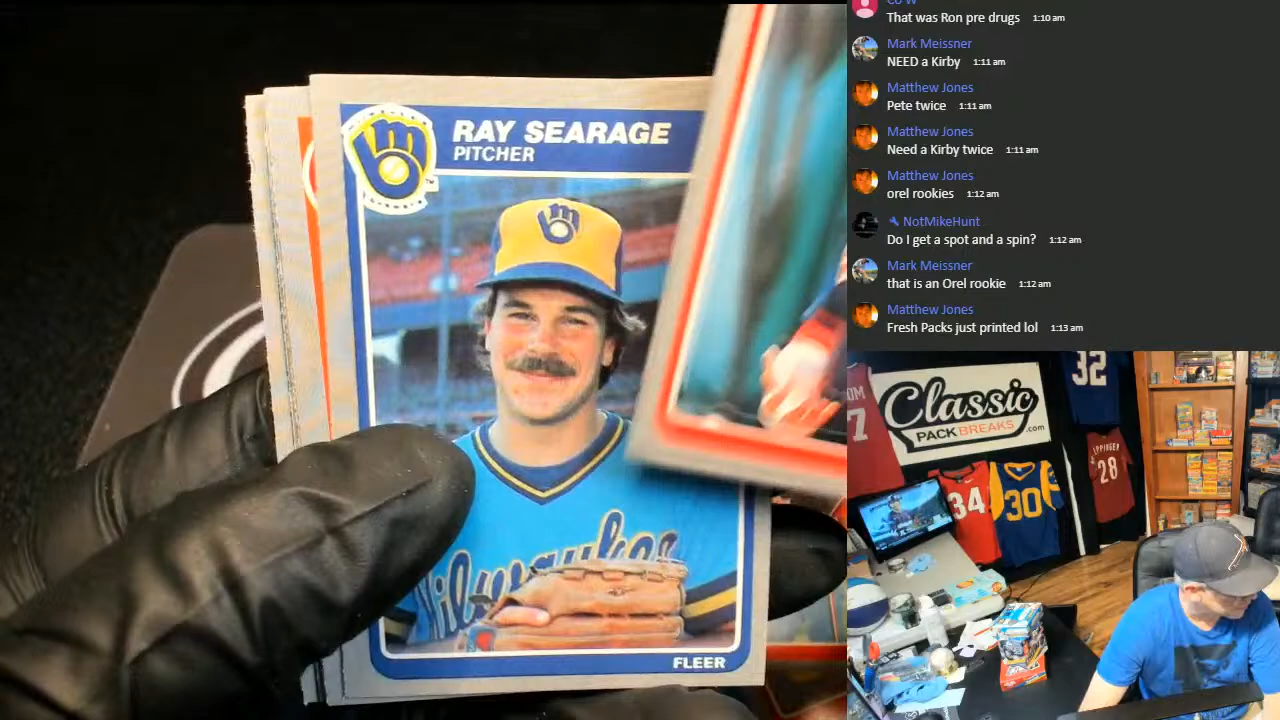 RAY SEARAGE
PITCHER
Milwaukee
FLEER
That was Ron pre drugs 1:10 am
Mark Meissner
NEED a Kirby 1:11 am
Matthew Jones
Pete twice 1:11 am
Matthew Jones
Need a Kirby twice 1:11 am
Matthew Jones
orel rookies 1:12 am
NotMikeHunt
Do I get a spot and a spin? 1:12 am
Mark Meissner
that is an Orel rookie 1:12 am
Matthew Jones
Fresh Packs just printed lol 1:13 am
Classic
PACK BREAKS.com
32
7
34
30
28